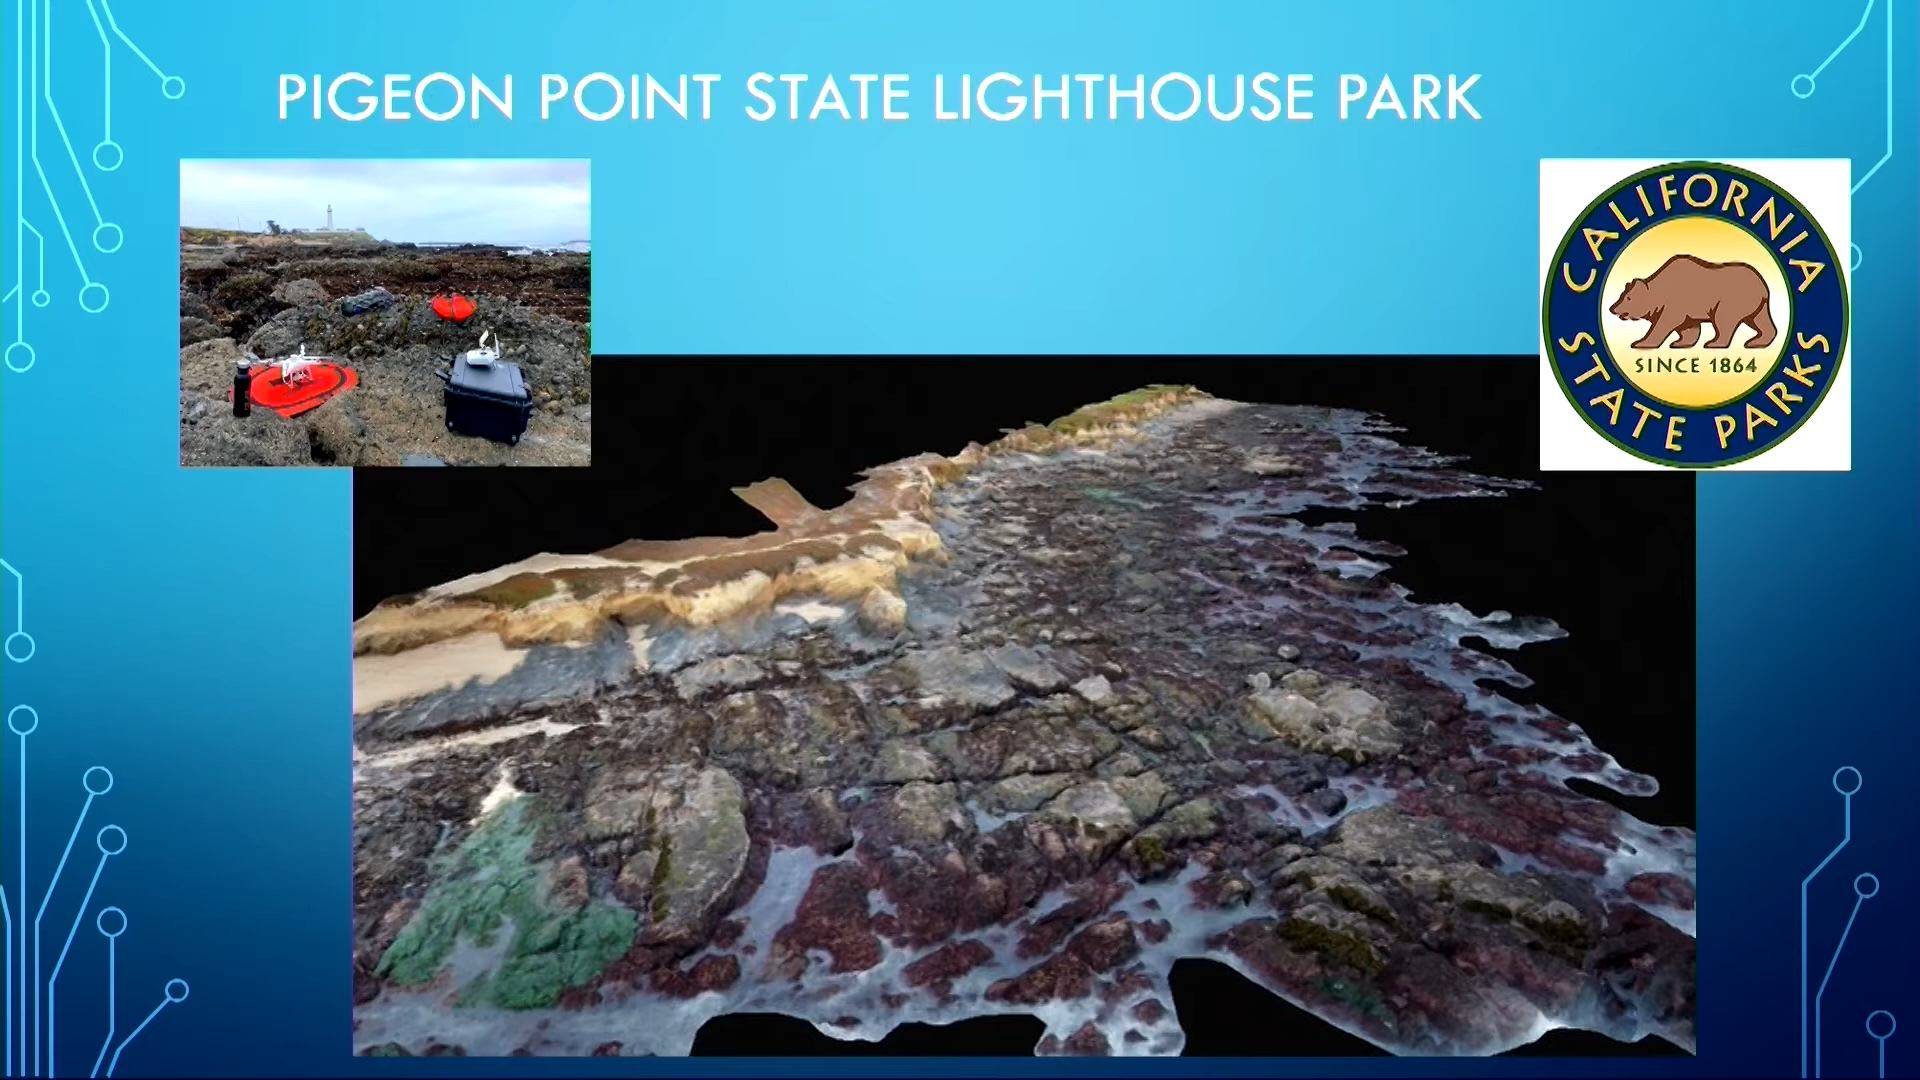 PIGEON POINT STATE LIGHTHOUSE PARK
CALIFORNIA
SINCE 1864
STATE PARKS